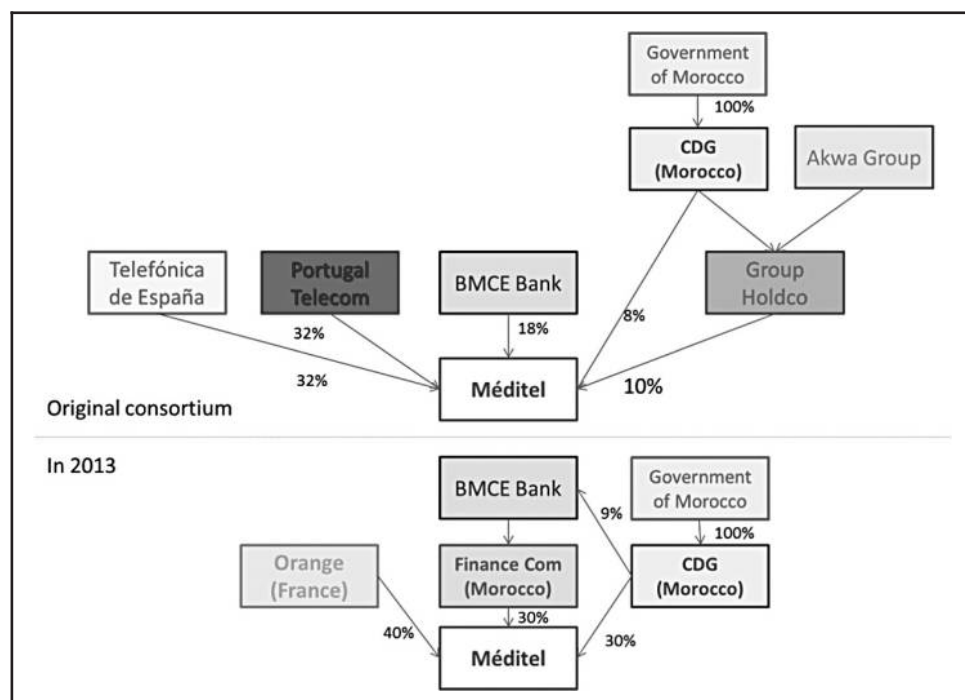 Government
of Morocco
100%
CDG
(Morocco)
Akwa Group
Telefónica
de España
Portugal
Telecom
BMCE Bank
Group
Holdco
32%
18%
8%
32%
Méditel
10%
Original consortium
In 2013
BMCE Bank
Government
of Morocco
9%
100%
Orange
(France)
Finance Com
(Morocco)
CDG
(Morocco)
40%
30%
30%
Méditel